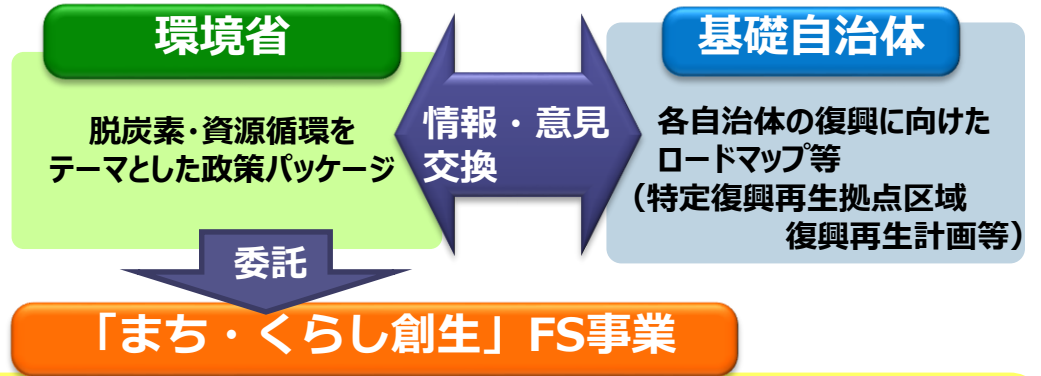 環境省
脱炭素・資源循環を
テーマとした政策パッケージ
情報・意見
交換
基礎自治体
各自治体の復興に向けた
ロードマップ等
（特定復興再生拠点区域
復興再生計画等）
委託
「まち・くらし創生」FS事業